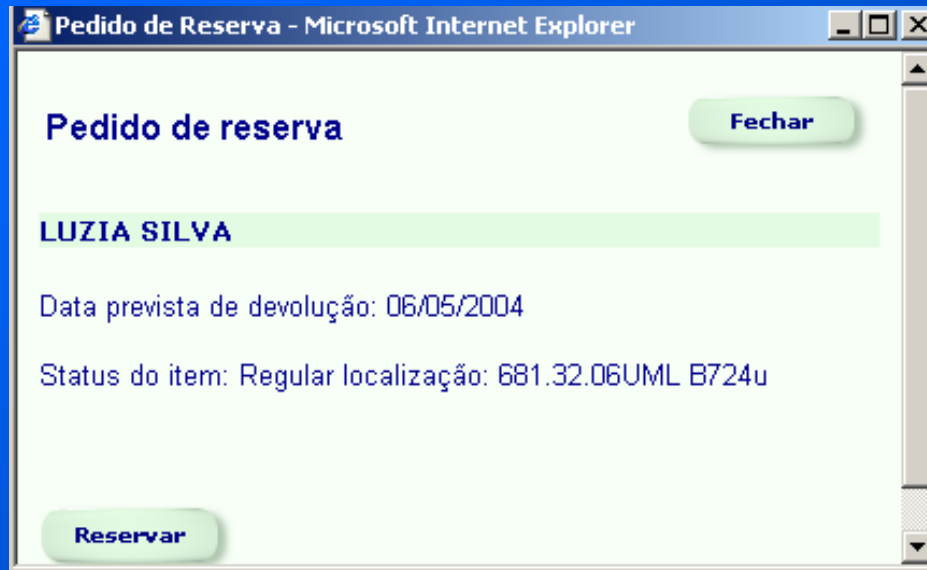 Pedido de Reserva - Microsoft Internet Explorer
Pedido de reserva
Fechar
LUZIA SILVA
Data prevista de devolução: 06/05/2004
Status do item: Regular localização: 681.32.06UML B724u
Reservar